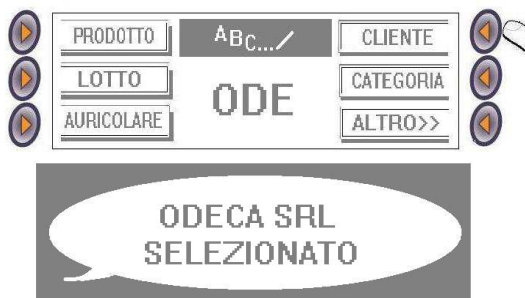 PRODOTTO
ABC.../
CLIENTE
LOTTO
ODE
CATEGORIA
AURICOLARE
ALTRO>>
ODECA SRL
SELEZIONATO